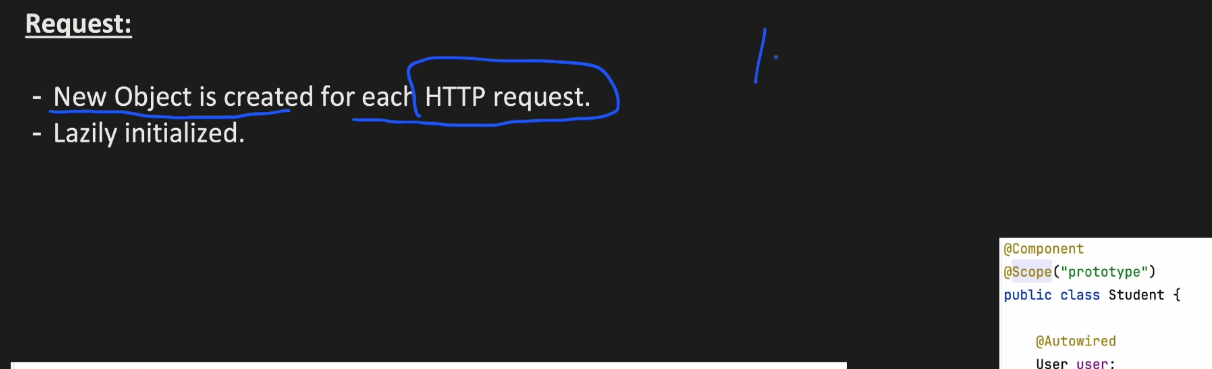 Request:
- New Object is created for each HTTP request.
- Lazily initialized.
@Component
@Scope("prototype")
public class Student {
@Autowired
User user;